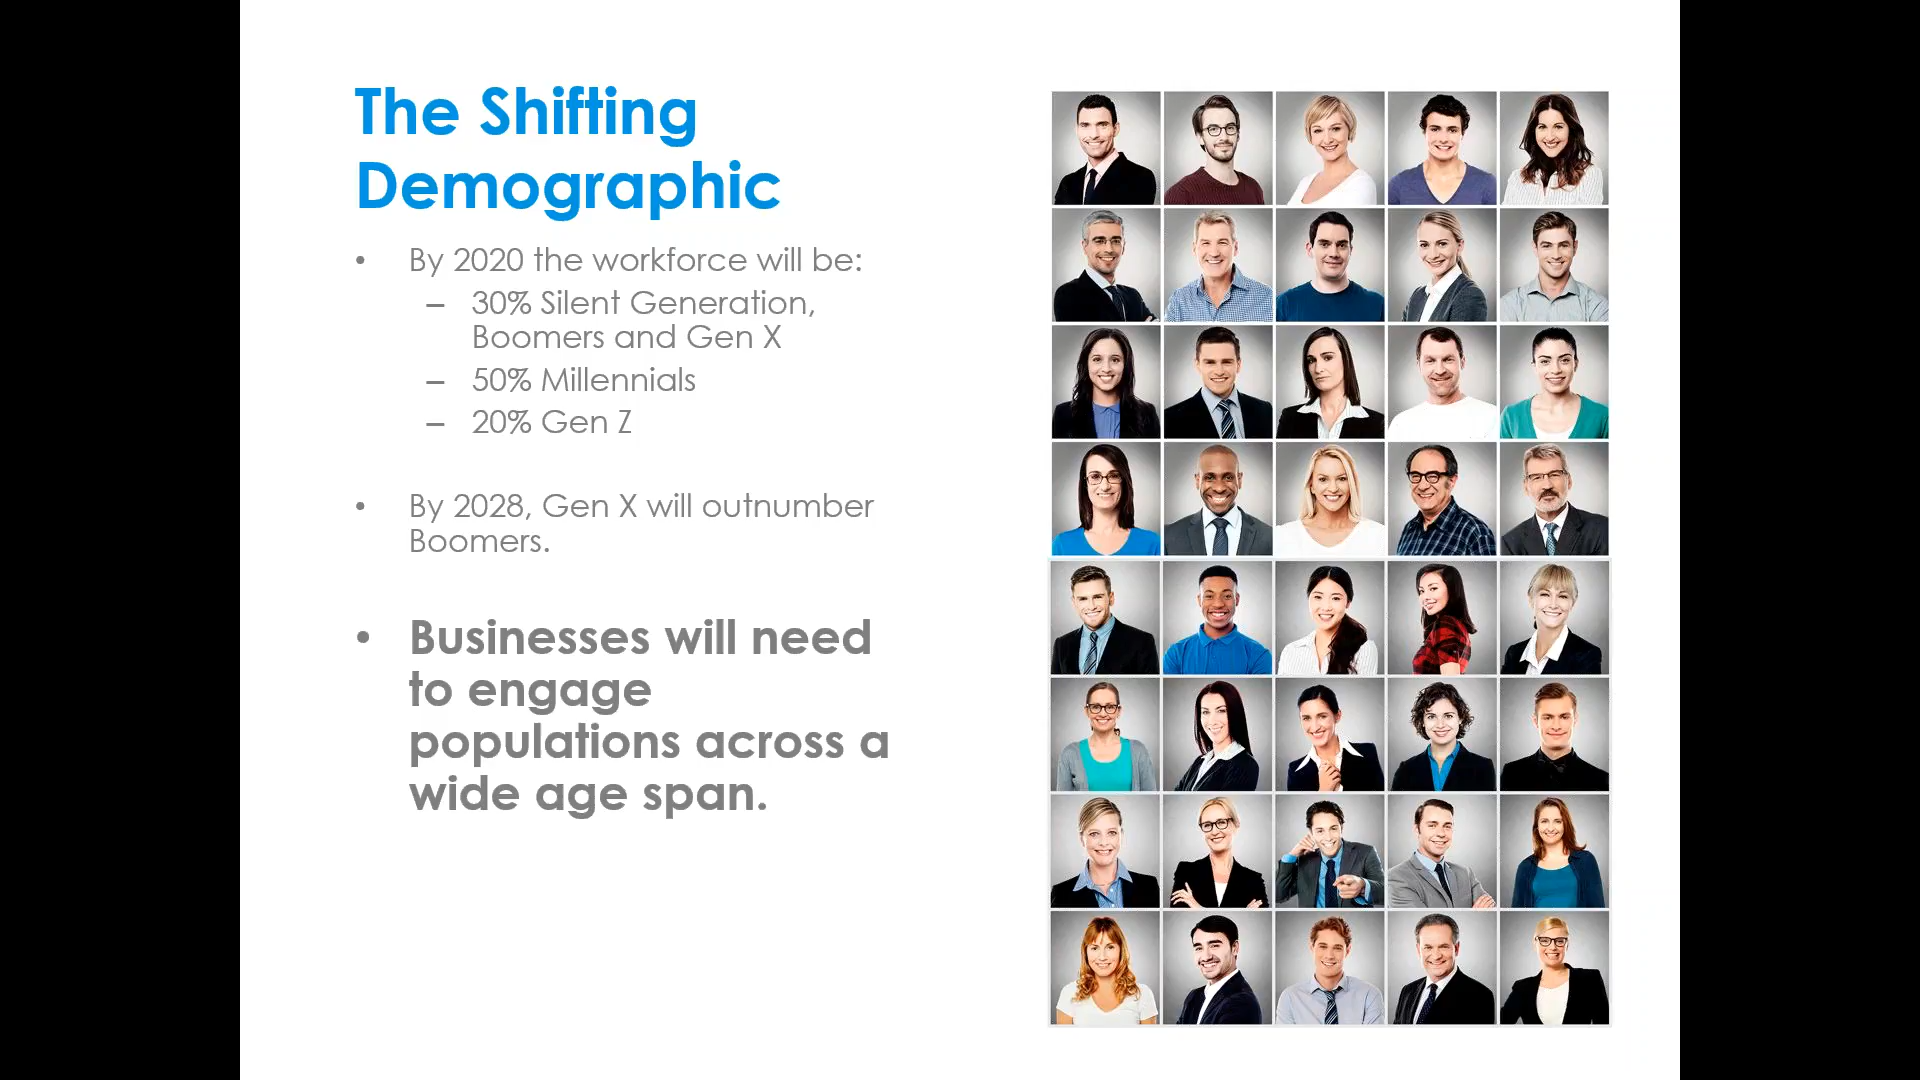 The Shifting
Demographic
• By 2020 the workforce will be:
– 30% Silent Generation,
Boomers and Gen X
– 50% Millennials
– 20% Gen Z
• By 2028, Gen X will outnumber
Boomers.
• Businesses will need
to engage
populations across a
wide age span.